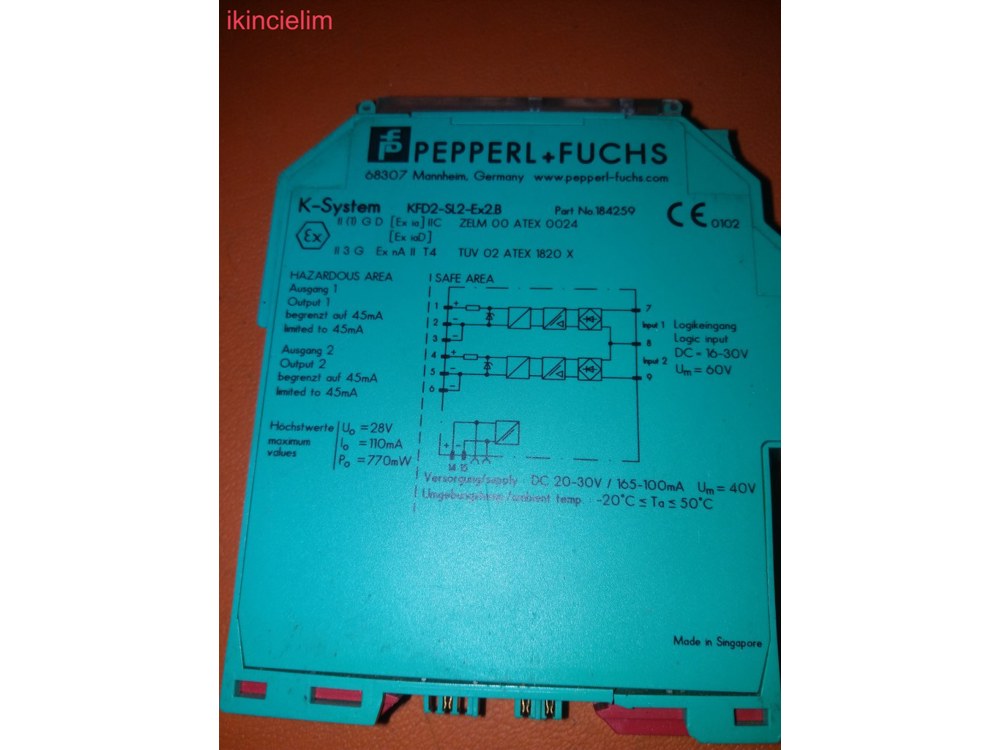 ikincielim
PEPPERL+FUCHS
68307 Mannheim, Germany www.pepperl-fuchs.com
K-System KFD2-SL2-Ex2.B Part No. 184259
CE 0102
Ex
II (1) G D [Ex ia] IIC ZELM 00 ATEX 0024
[Ex iaD]
II 3 G Ex nA II T4 TÜV 02 ATEX 1820 X
HAZARDOUS AREA
Ausgang 1
Output 1
begrenzt auf 45mA
limited to 45mA
Ausgang 2
Output 2
begrenzt auf 45mA
limited to 45mA
Höchstwerte
maximum
values
Uo = 28V
Io = 110mA
Po = 770mW
SAFE AREA
1 +
2 -
3 -
4 +
5 -
6 -
7
Input 1
8
Input 2
9
Logikeingang
Logic input
DC = 16-30V
Um = 60V
+ -
14 15
Versorgung/supply DC 20-30V / 165-100mA Um = 40V
Umgebungstemp./ambient temp. -20°C ≤ Ta ≤ 50°C
Made in Singapore